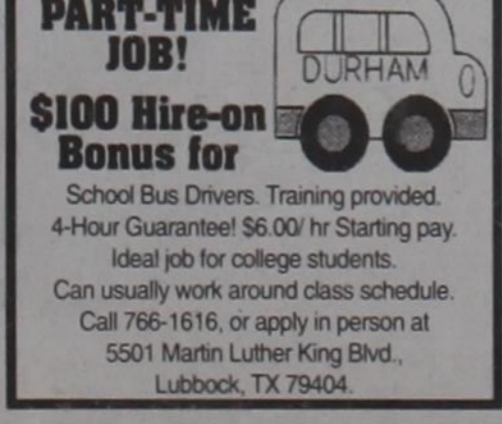 PART-TIME
JOB!
$100 Hire-on
Bonus for
DURHAM
School Bus Drivers. Training provided.
4-Hour Guarantee! $6.00/ hr Starting pay.
Ideal job for college students.
Can usually work around class schedule.
Call 766-1616, or apply in person at
5501 Martin Luther King Blvd.,
Lubbock, TX 79404.